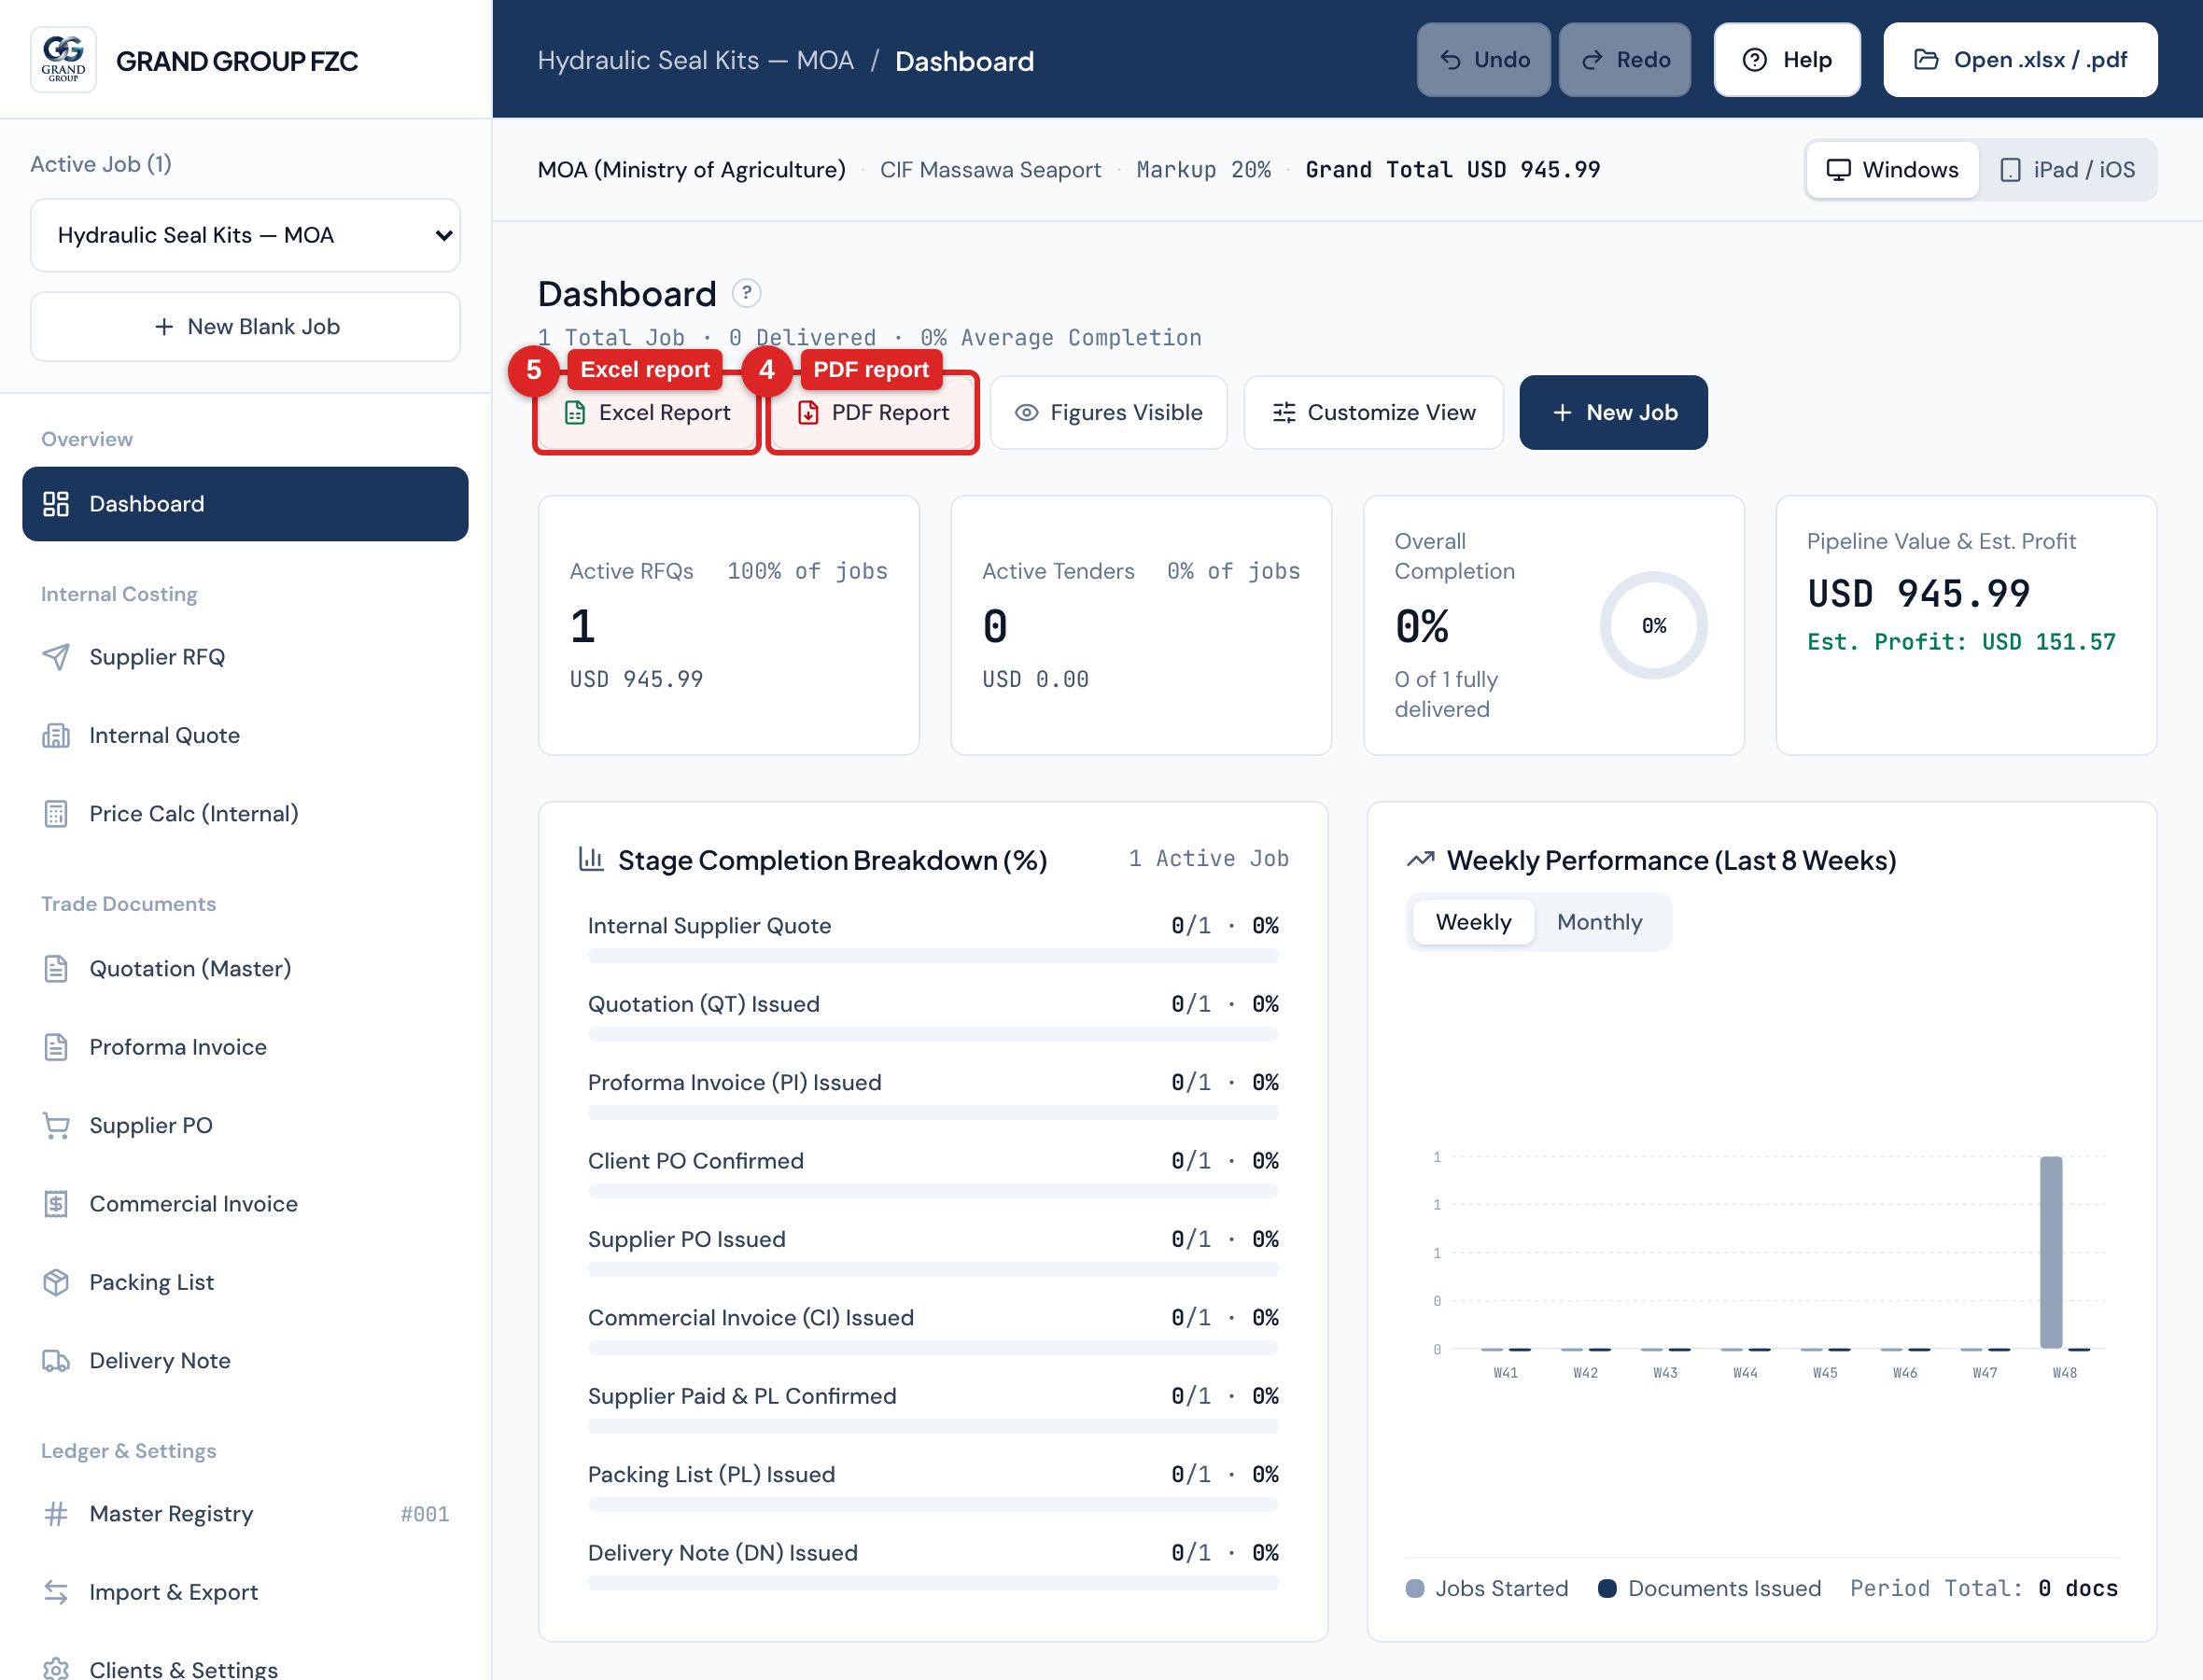 GRAND GROUP
GRAND GROUP FZC
Hydraulic Seal Kits — MOA / Dashboard
Undo
Redo
Help
Open .xlsx / .pdf
Active Job (1)
Hydraulic Seal Kits — MOA
+ New Blank Job
Overview
Dashboard
Internal Costing
Supplier RFQ
Internal Quote
Price Calc (Internal)
Trade Documents
Quotation (Master)
Proforma Invoice
Supplier PO
Commercial Invoice
Packing List
Delivery Note
Ledger & Settings
Master Registry #001
Import & Export
Clients & Settings
MOA (Ministry of Agriculture) · CIF Massawa Seaport · Markup 20% · Grand Total USD 945.99
Windows
iPad / iOS
Dashboard ?
1 Total Job · 0 Delivered · 0% Average Completion
5 Excel report
4 PDF report
Excel Report
PDF Report
Figures Visible
Customize View
+ New Job
Active RFQs 100% of jobs
1
USD 945.99
Active Tenders 0% of jobs
0
USD 0.00
Overall
Completion
0%
0 of 1 fully
delivered
0%
Pipeline Value & Est. Profit
USD 945.99
Est. Profit: USD 151.57
Stage Completion Breakdown (%) 1 Active Job
Internal Supplier Quote 0/1 · 0%
Quotation (QT) Issued 0/1 · 0%
Proforma Invoice (PI) Issued 0/1 · 0%
Client PO Confirmed 0/1 · 0%
Supplier PO Issued 0/1 · 0%
Commercial Invoice (CI) Issued 0/1 · 0%
Supplier Paid & PL Confirmed 0/1 · 0%
Packing List (PL) Issued 0/1 · 0%
Delivery Note (DN) Issued 0/1 · 0%
Weekly Performance (Last 8 Weeks)
Weekly Monthly
1
1
1
0
0
W41 W42 W43 W44 W45 W46 W47 W48
Jobs Started Documents Issued Period Total: 0 docs